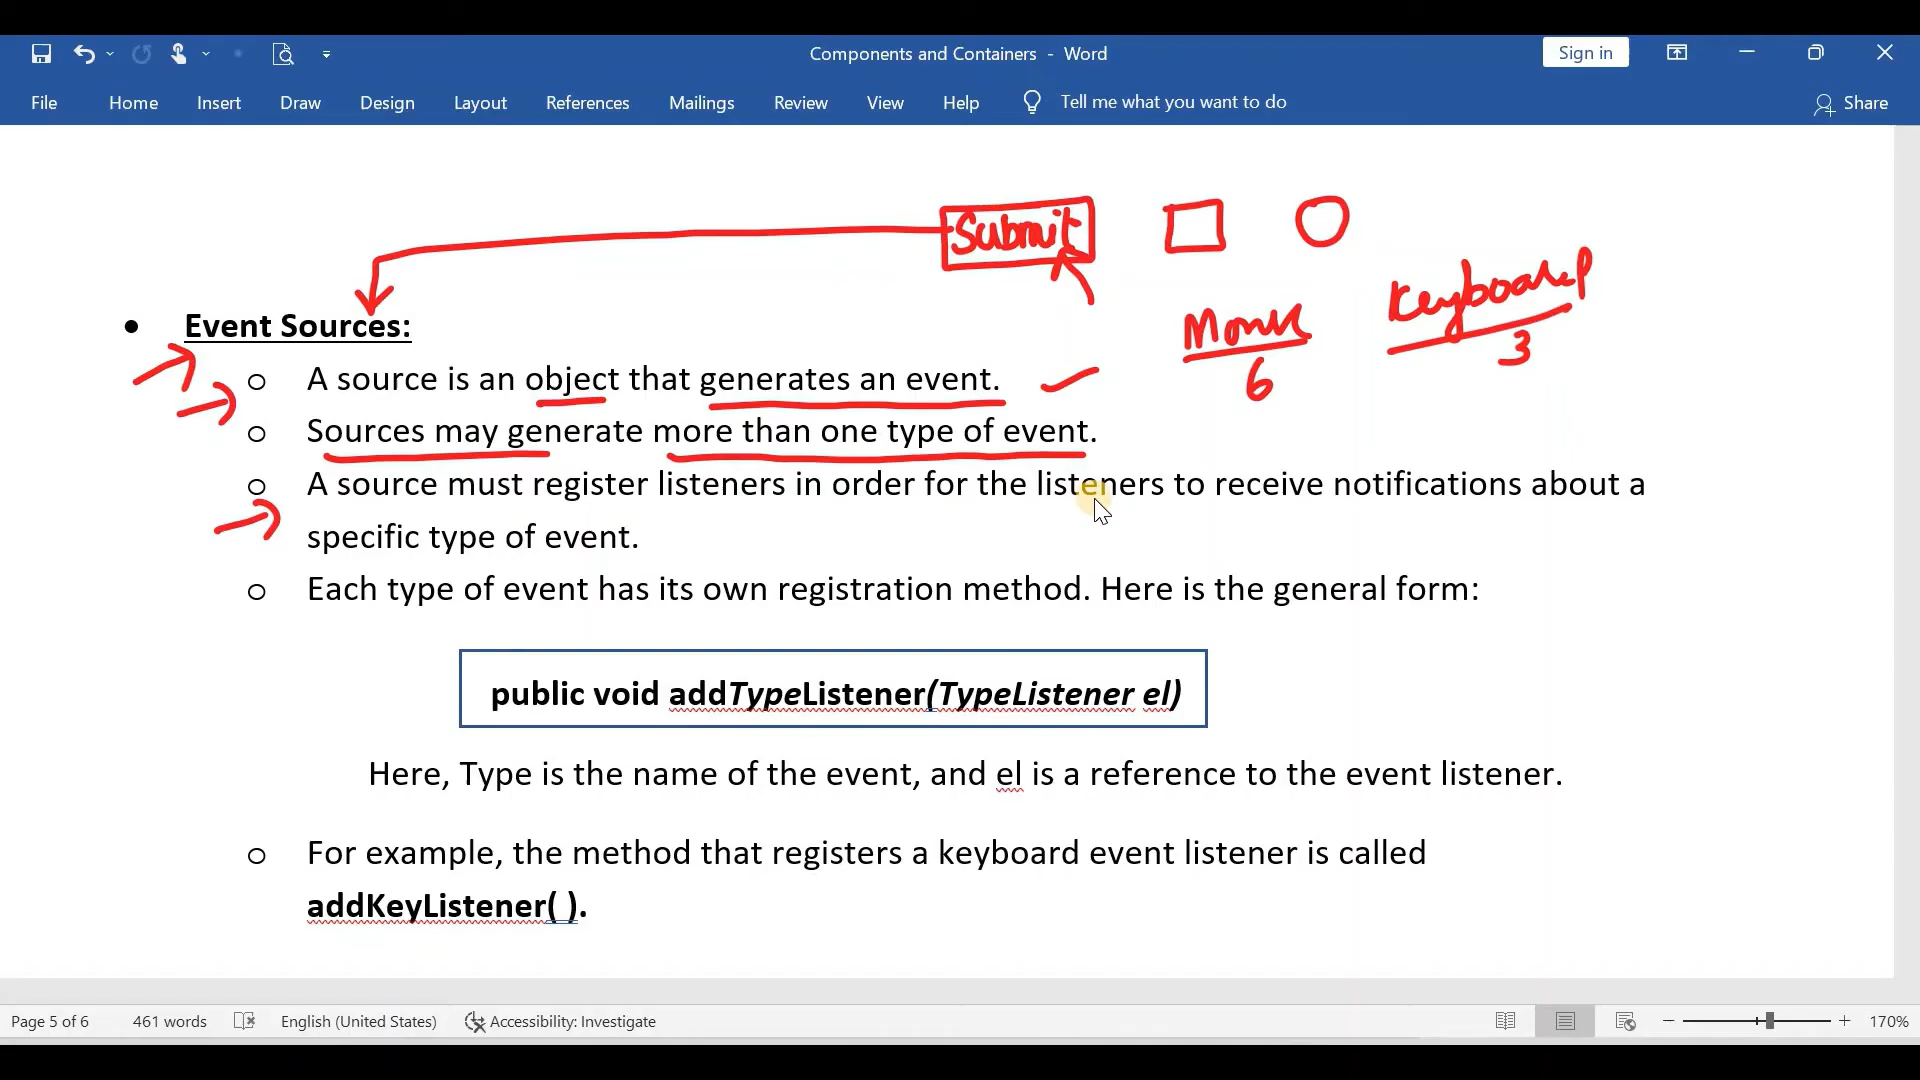 Components and Containers - Word
Sign in
File Home Insert Draw Design Layout References Mailings Review View Help Tell me what you want to do Share
Submit
Mouse
Keyboard
6
3
• Event Sources:
o A source is an object that generates an event.
o Sources may generate more than one type of event.
o A source must register listeners in order for the listeners to receive notifications about a
specific type of event.
o Each type of event has its own registration method. Here is the general form:
public void addTypeListener(TypeListener el)
Here, Type is the name of the event, and el is a reference to the event listener.
o For example, the method that registers a keyboard event listener is called
addKeyListener( ).
Page 5 of 6 461 words English (United States) Accessibility: Investigate 170%